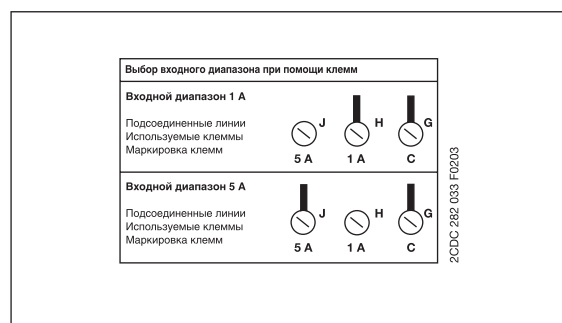 Выбор входного диапазона при помощи клемм
Входной диапазон 1 А
Подсоединенные линии
Используемые клеммы J H G
Маркировка клемм 5 A 1 A C
Входной диапазон 5 А
Подсоединенные линии
Используемые клеммы J H G
Маркировка клемм 5 A 1 A C
2CDC 282 033 F0203